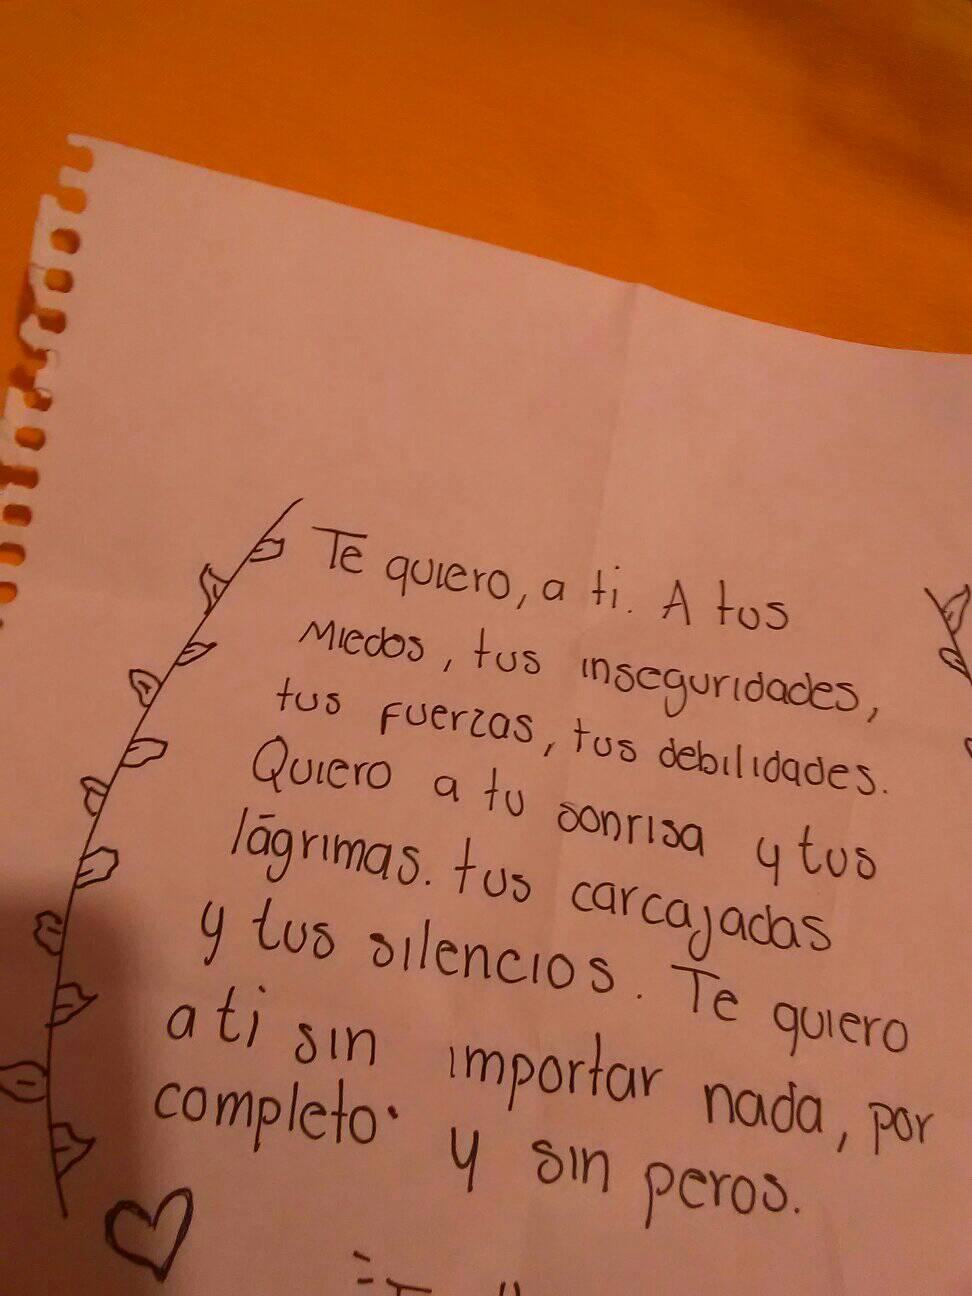 Te quiero, a ti. A tus
miedos, tus inseguridades,
tus fuerzas, tus debilidades.
Quiero a tu sonrisa y tus
lágrimas. tus carcajadas
y tus silencios. Te quiero
a ti sin importar nada, por
completo. y sin peros.